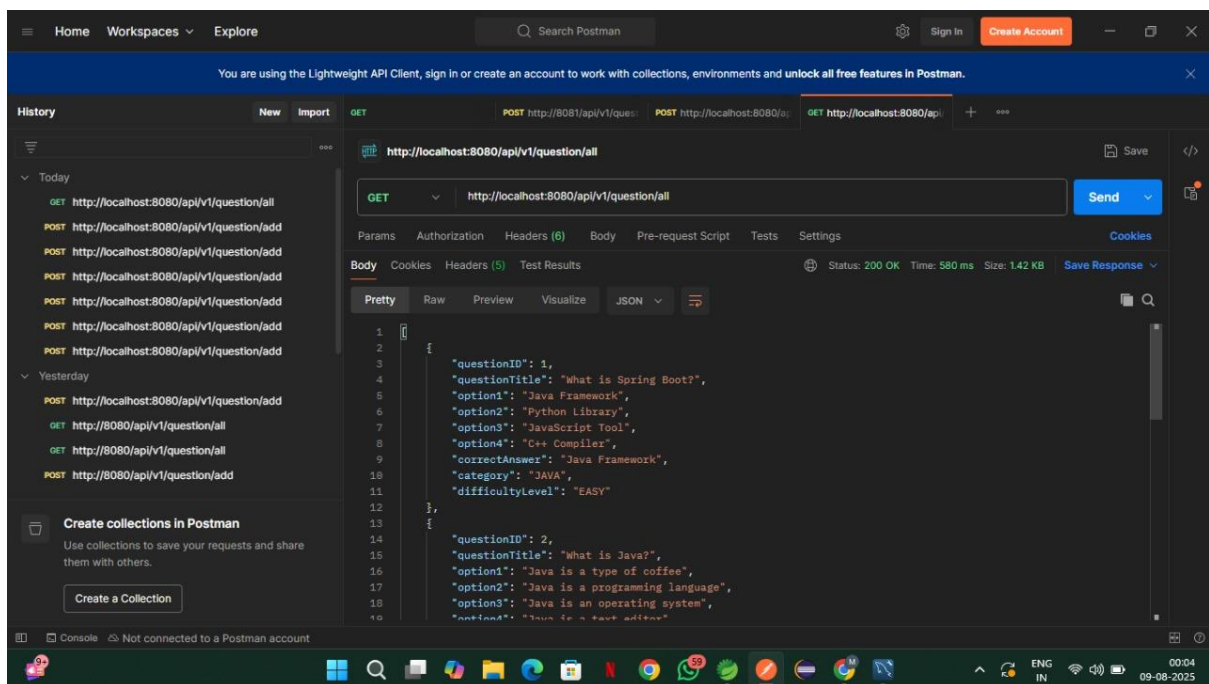 Home Workspaces Explore Search Postman Sign In Create Account
You are using the Lightweight API Client, sign in or create an account to work with collections, environments and unlock all free features in Postman.
History New Import
GET POST http://8081/api/v1/ques POST http://localhost:8080/ap GET http://localhost:8080/api/
http://localhost:8080/api/v1/question/all Save
Today
GET http://localhost:8080/api/v1/question/all
POST http://localhost:8080/api/v1/question/add
POST http://localhost:8080/api/v1/question/add
POST http://localhost:8080/api/v1/question/add
POST http://localhost:8080/api/v1/question/add
POST http://localhost:8080/api/v1/question/add
POST http://localhost:8080/api/v1/question/add
Yesterday
POST http://localhost:8080/api/v1/question/add
GET http://8080/api/v1/question/all
GET http://8080/api/v1/question/all
POST http://8080/api/v1/question/add
Create collections in Postman
Use collections to save your requests and share
them with others.
Create a Collection
GET http://localhost:8080/api/v1/question/all Send
Params Authorization Headers (6) Body Pre-request Script Tests Settings Cookies
Body Cookies Headers (5) Test Results Status: 200 OK Time: 580 ms Size: 1.42 KB Save Response
Pretty Raw Preview Visualize JSON
1 [
2 {
3 "questionID": 1,
4 "questionTitle": "What is Spring Boot?",
5 "option1": "Java Framework",
6 "option2": "Python Library",
7 "option3": "JavaScript Tool",
8 "option4": "C++ Compiler",
9 "correctAnswer": "Java Framework",
10 "category": "JAVA",
11 "difficultyLevel": "EASY"
12 },
13 {
14 "questionID": 2,
15 "questionTitle": "What is Java?",
16 "option1": "Java is a type of coffee",
17 "option2": "Java is a programming language",
18 "option3": "Java is an operating system",
19 "option4": "Java is a text editor"
Console Not connected to a Postman account
9+ 59 ENG 00:04
IN 09-08-2025